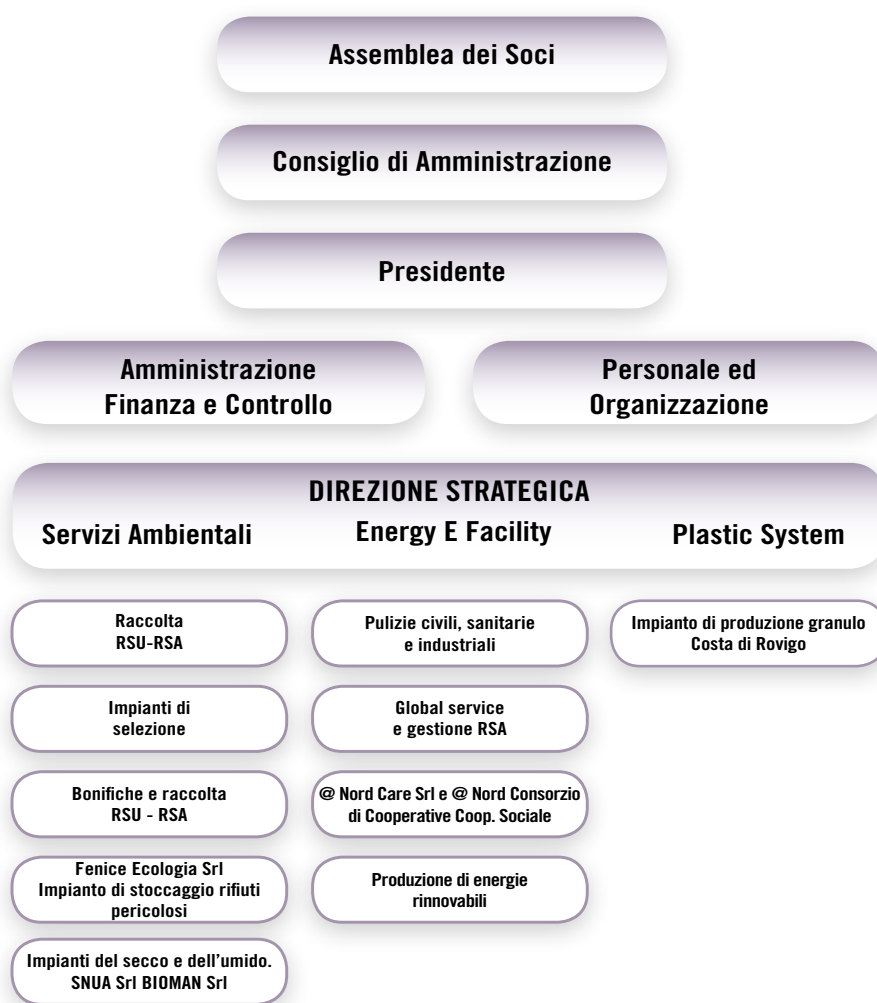 Assemblea dei Soci
Consiglio di Amministrazione
Presidente
Amministrazione
Finanza e Controllo
Personale ed
Organizzazione
DIREZIONE STRATEGICA
Servizi Ambientali
Energy E Facility
Plastic System
Raccolta
RSU-RSA
Impianti di
selezione
Bonifiche e raccolta
RSU - RSA
Fenice Ecologia Srl
Impianto di stoccaggio rifiuti
pericolosi
Impianti del secco e dell'umido.
SNUA Srl BIOMAN Srl
Pulizie civili, sanitarie
e industriali
Global service
e gestione RSA
@ Nord Care Srl e @ Nord Consorzio
di Cooperative Coop. Sociale
Produzione di energie
rinnovabili
Impianto di produzione granulo
Costa di Rovigo